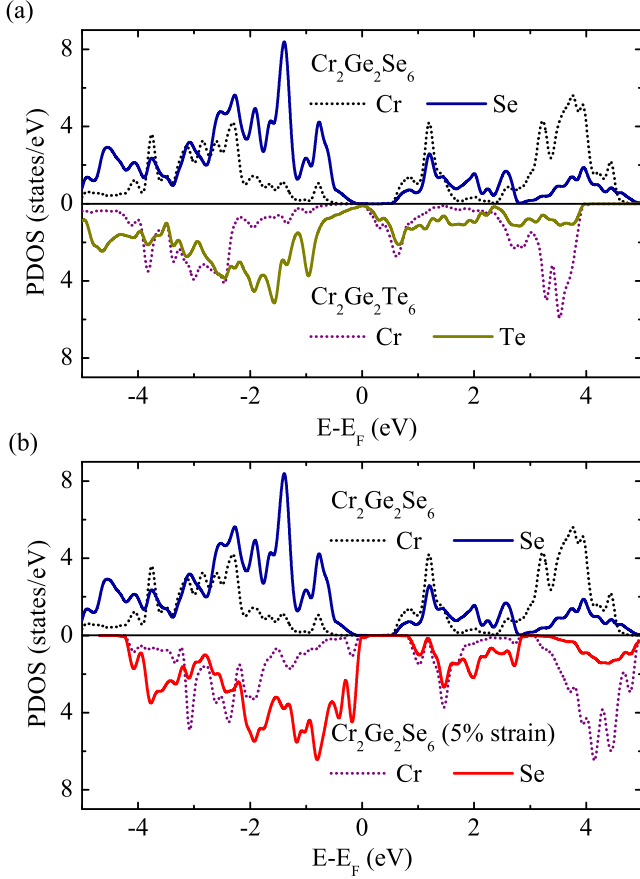 (a)
8
4
0
4
8
PDOS (states/eV)
Cr2Ge2Se6
Cr Se
Cr2Ge2Te6
Cr Te
-4 -2 0 2 4
E-EF (eV)
(b)
8
4
0
4
8
PDOS (states/eV)
Cr2Ge2Se6
Cr Se
Cr2Ge2Se6 (5% strain)
Cr Se
-4 -2 0 2 4
E-EF (eV)